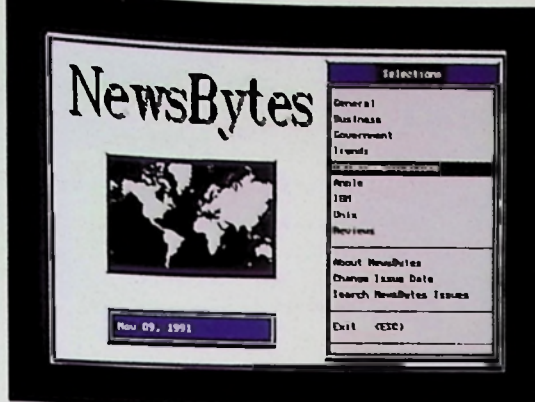 NewsBytes
Nov 09, 1991
Selections
General
Business
Government
Trends
Apple
IBM
Unix
Reviews
About NewsBytes
Change Issue Date
Search NewsBytes Issues
Exit (ESC)